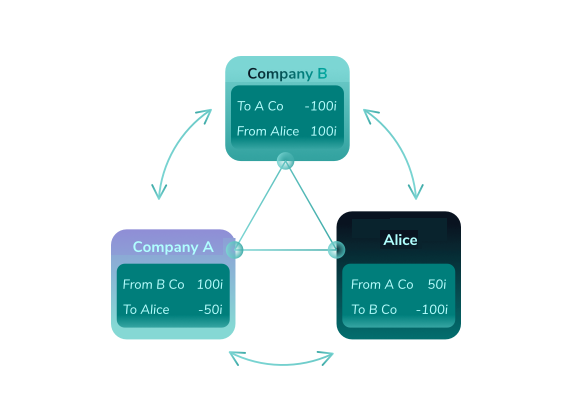 Company B
To A Co -100i
From Alice 100i
Company A
From B Co 100i
To Alice -50i
Alice
From A Co 50i
To B Co -100i